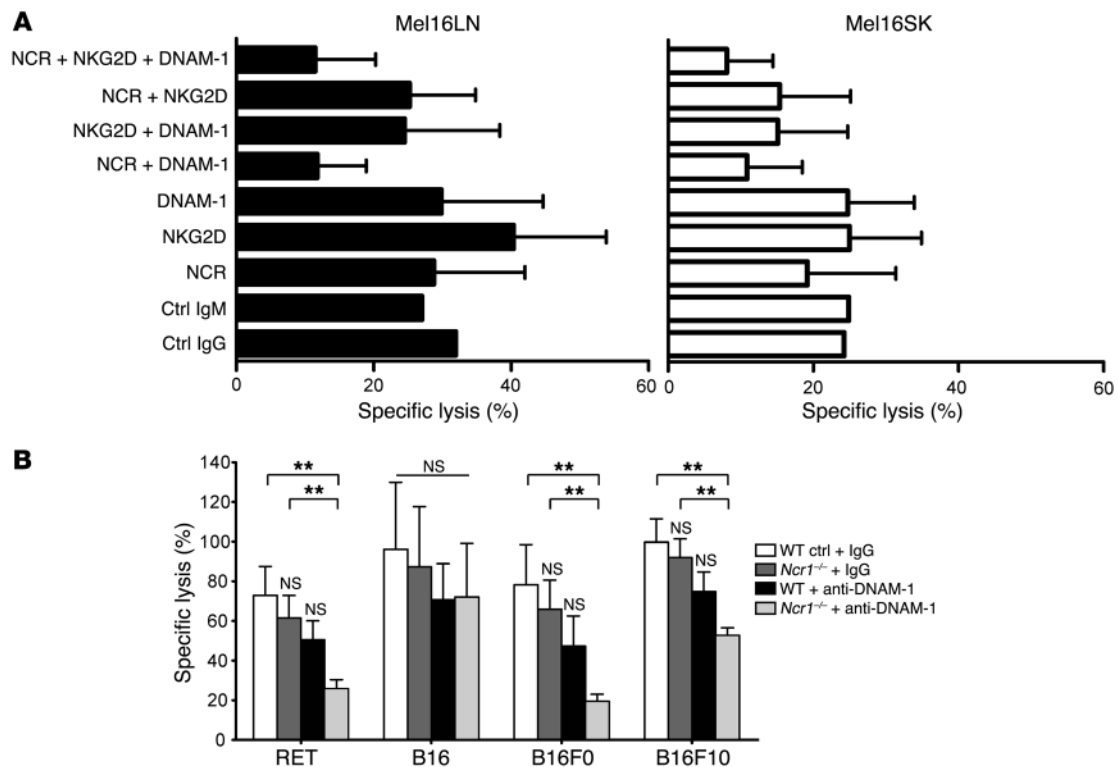 A
Mel16LN
Mel16SK
NCR + NKG2D + DNAM-1
NCR + NKG2D
NKG2D + DNAM-1
NCR + DNAM-1
DNAM-1
NKG2D
NCR
Ctrl IgM
Ctrl IgG
0 20 40 60
0 20 40 60
Specific lysis (%)
Specific lysis (%)
B
Specific lysis (%)
140
120
100
80
60
40
20
0
** NS ** **
** ** **
NS NS
NS NS NS
NS
RET B16 B16F0 B16F10
WT ctrl + IgG
Ncr1–/– + IgG
WT + anti-DNAM-1
Ncr1–/– + anti-DNAM-1